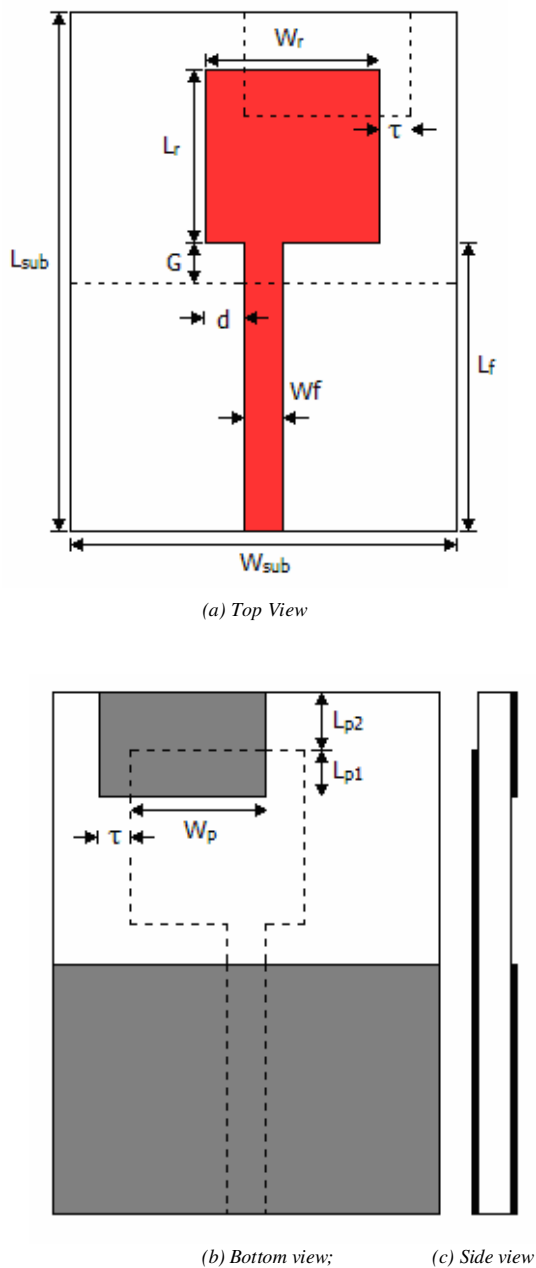 Wr
τ
Lr
Lsub
G
d
Lf
Wf
Wsub
(a) Top View
Lp2
Lp1
τ
Wp
(b) Bottom view; (c) Side view